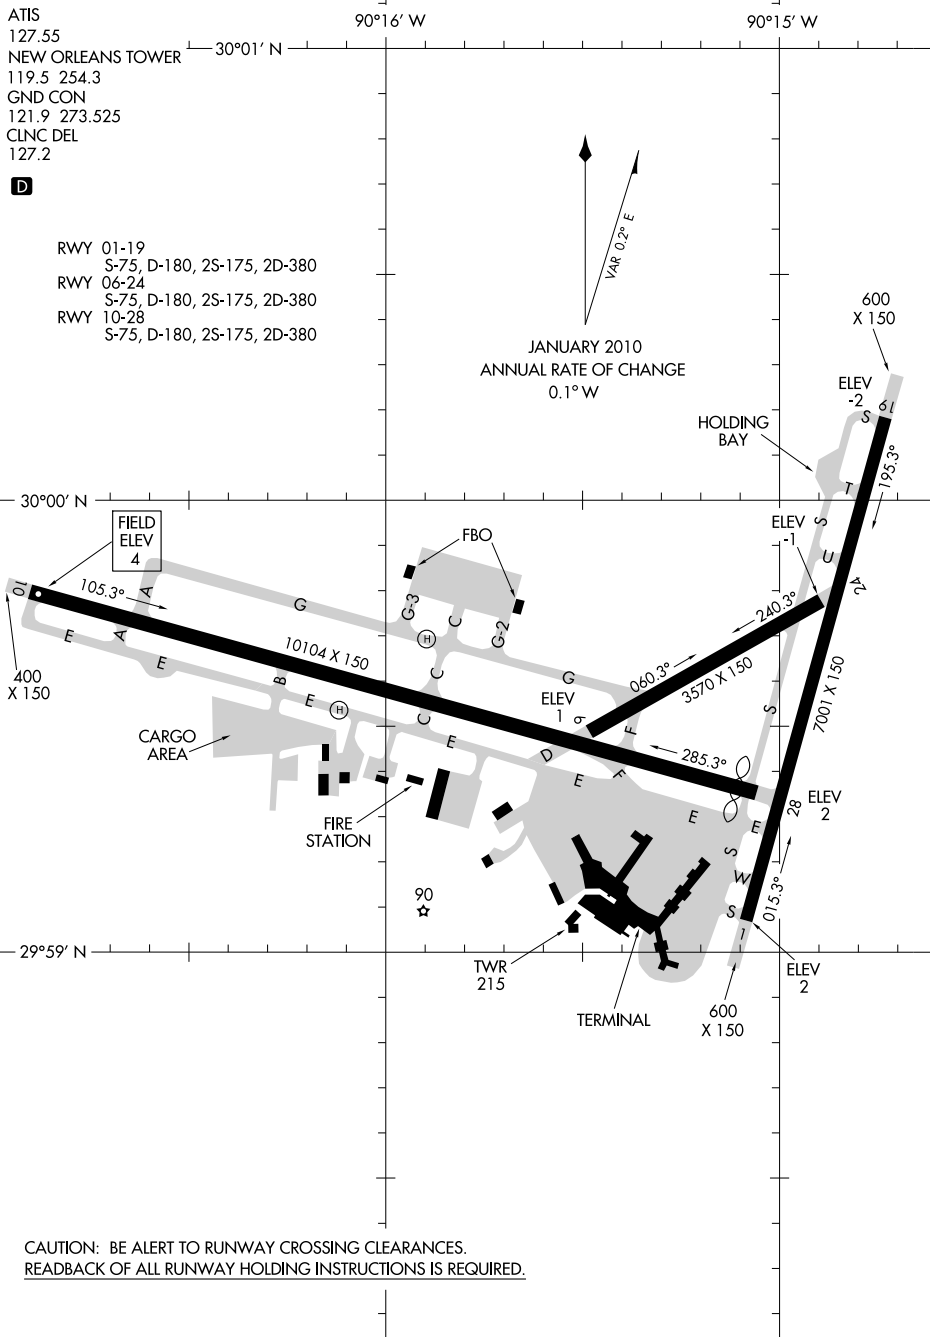 ATIS
127.55
NEW ORLEANS TOWER
119.5 254.3
GND CON
121.9 273.525
CLNC DEL
127.2
D
90°16' W
90°15' W
30°01' N
RWY 01-19
S-75, D-180, 2S-175, 2D-380
RWY 06-24
S-75, D-180, 2S-175, 2D-380
RWY 10-28
S-75, D-180, 2S-175, 2D-380
VAR 0.2° E
JANUARY 2010
ANNUAL RATE OF CHANGE
0.1° W
600
X 150
ELEV
-2
S
19
HOLDING
BAY
195.3°
30°00' N
T
S
U
FIELD
ELEV
4
FBO
ELEV
-1
24
10
105.3°
A
G
G-3
C
G-2
240.3°
E
A
H
E
10104 X 150
400
X 150
B
E
H
C
C
E
G
060.3°
3570 X 150
ELEV
1
6
F
S
7001 X 150
CARGO
AREA
D
E
F
285.3°
28
ELEV
2
FIRE
STATION
E
E
S
W
S
015.3°
1
90
29°59' N
TWR
215
TERMINAL
ELEV
2
600
X 150
CAUTION: BE ALERT TO RUNWAY CROSSING CLEARANCES.
READBACK OF ALL RUNWAY HOLDING INSTRUCTIONS IS REQUIRED.